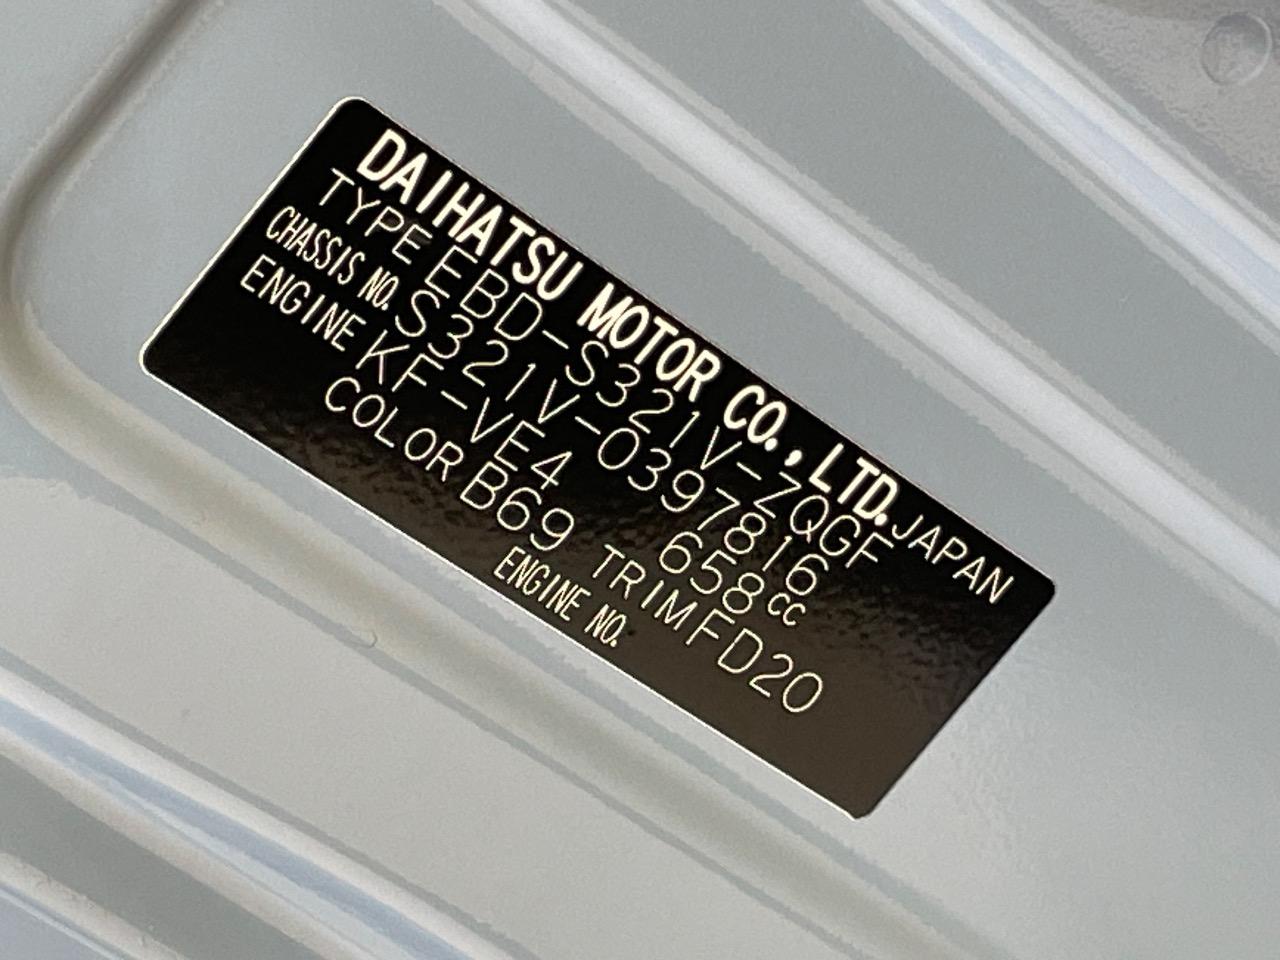 DAIHATSU MOTOR CO., LTD. JAPAN
TYPE EBD-S321V-ZQGF
CHASSIS NO. S321V-0397816
ENGINE KF-VE4 658cc
COLOR B69 TRIM FD20
ENGINE NO.